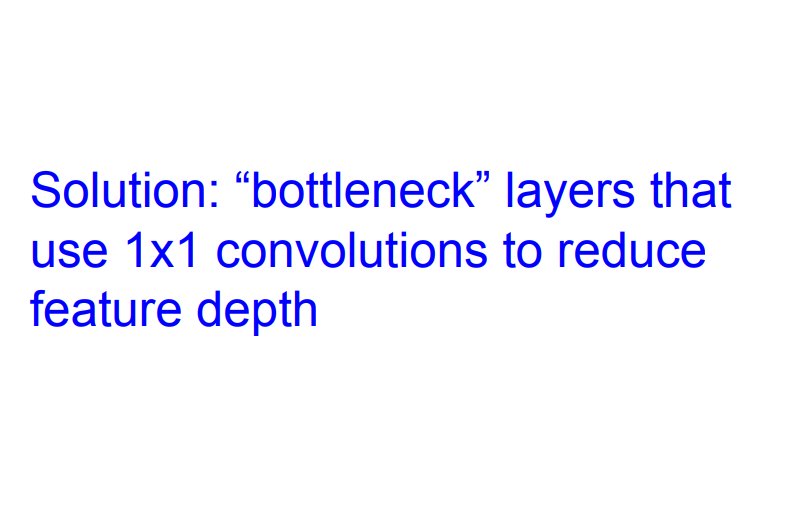 Solution: “bottleneck” layers that
use 1x1 convolutions to reduce
feature depth